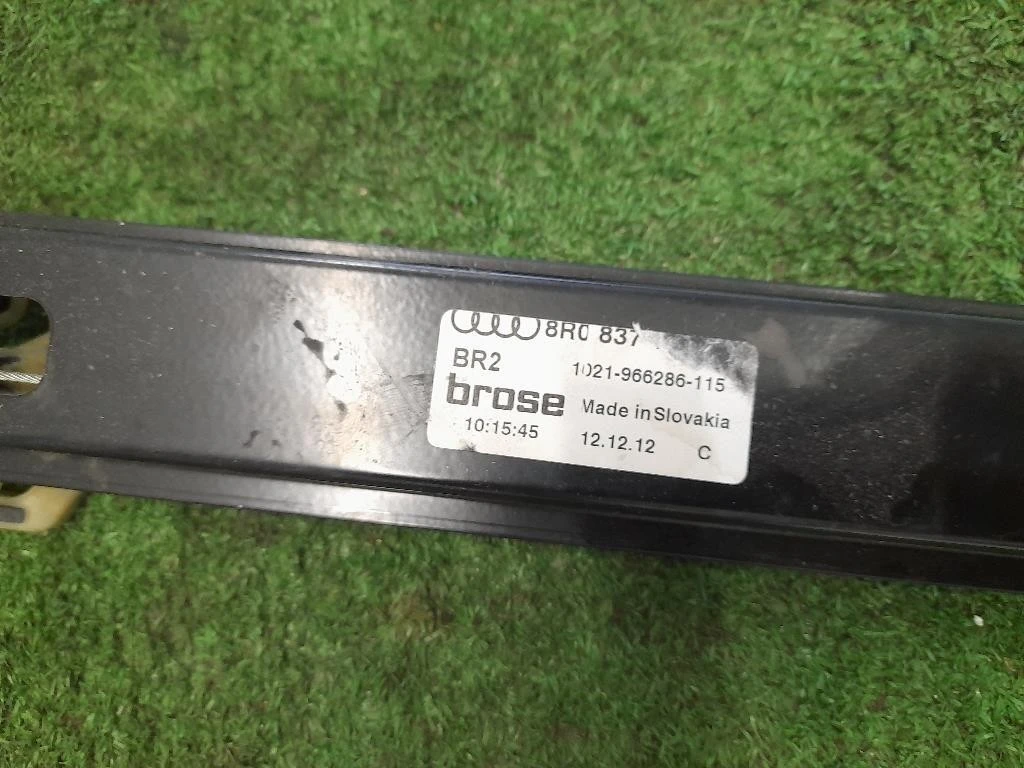 8R0 837
BR2
1021-966286-115
brose
Made in Slovakia
10:15:45
12.12.12
C